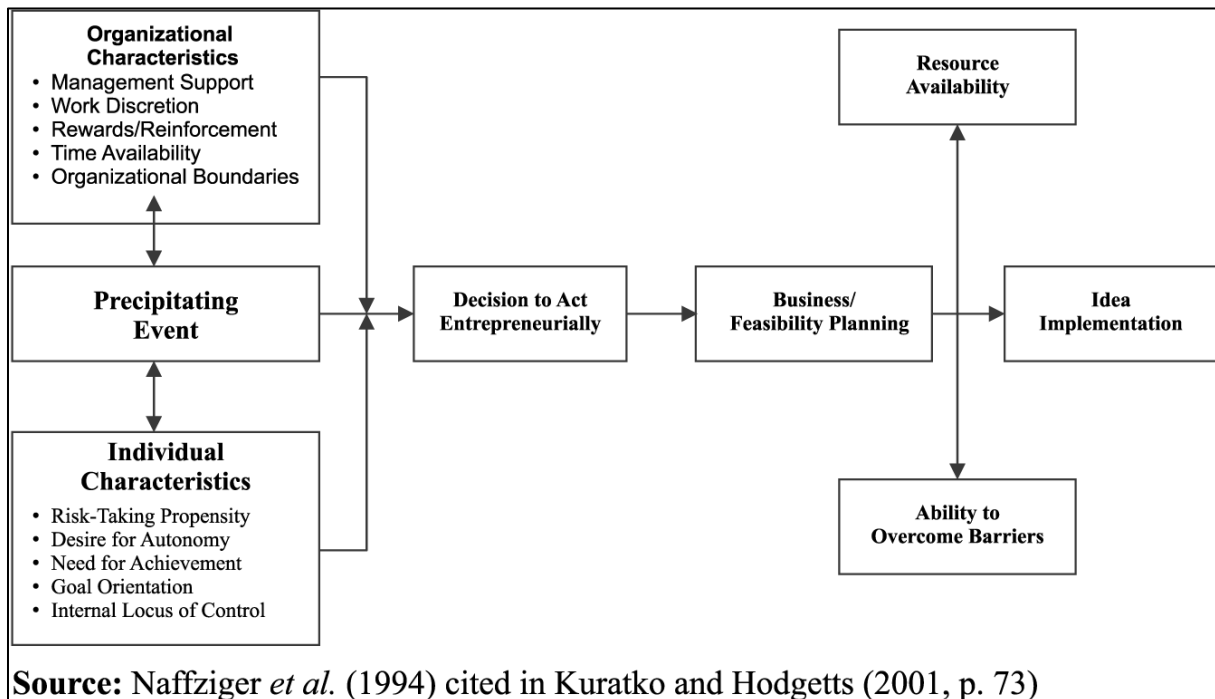 Organizational
Characteristics
• Management Support
• Work Discretion
• Rewards/Reinforcement
• Time Availability
• Organizational Boundaries
Precipitating
Event
Individual
Characteristics
• Risk-Taking Propensity
• Desire for Autonomy
• Need for Achievement
• Goal Orientation
• Internal Locus of Control
Decision to Act
Entrepreneurially
Business/
Feasibility Planning
Resource
Availability
Idea
Implementation
Ability to
Overcome Barriers
Source: Naffziger et al. (1994) cited in Kuratko and Hodgetts (2001, p. 73)